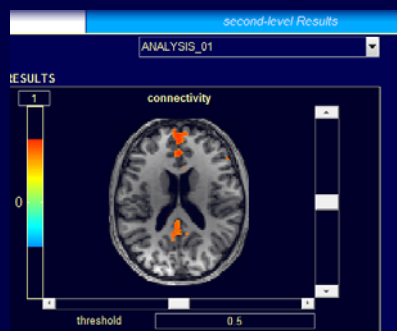 second-level Results
ANALYSIS_01
RESULTS
1
connectivity
0
threshold
0.5